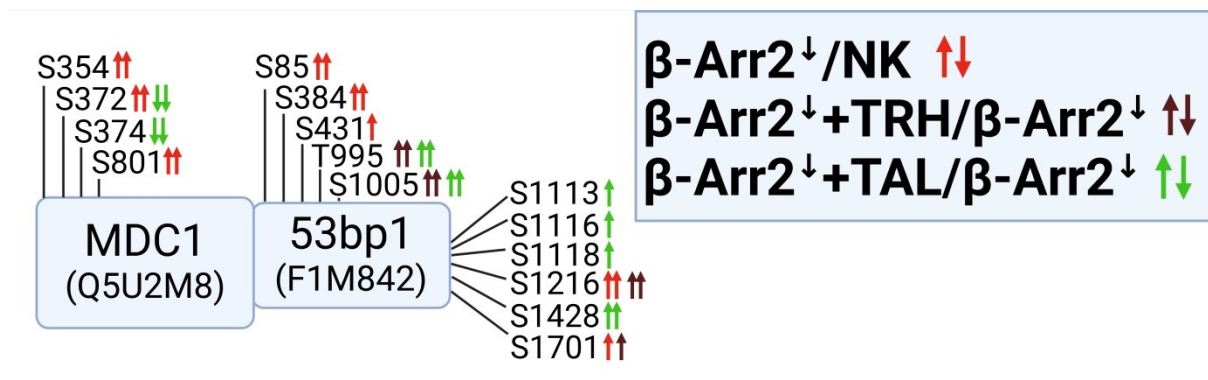 S354
S372
S374
S801
MDC1
(Q5U2M8)
S85
S384
S431
T995
S1005
53bp1
(F1M842)
S1113
S1116
S1118
S1216
S1428
S1701
β-Arr2↓/NK ↑↓
β-Arr2↓+TRH/β-Arr2↓ ↑↓
β-Arr2↓+TAL/β-Arr2↓ ↑↓